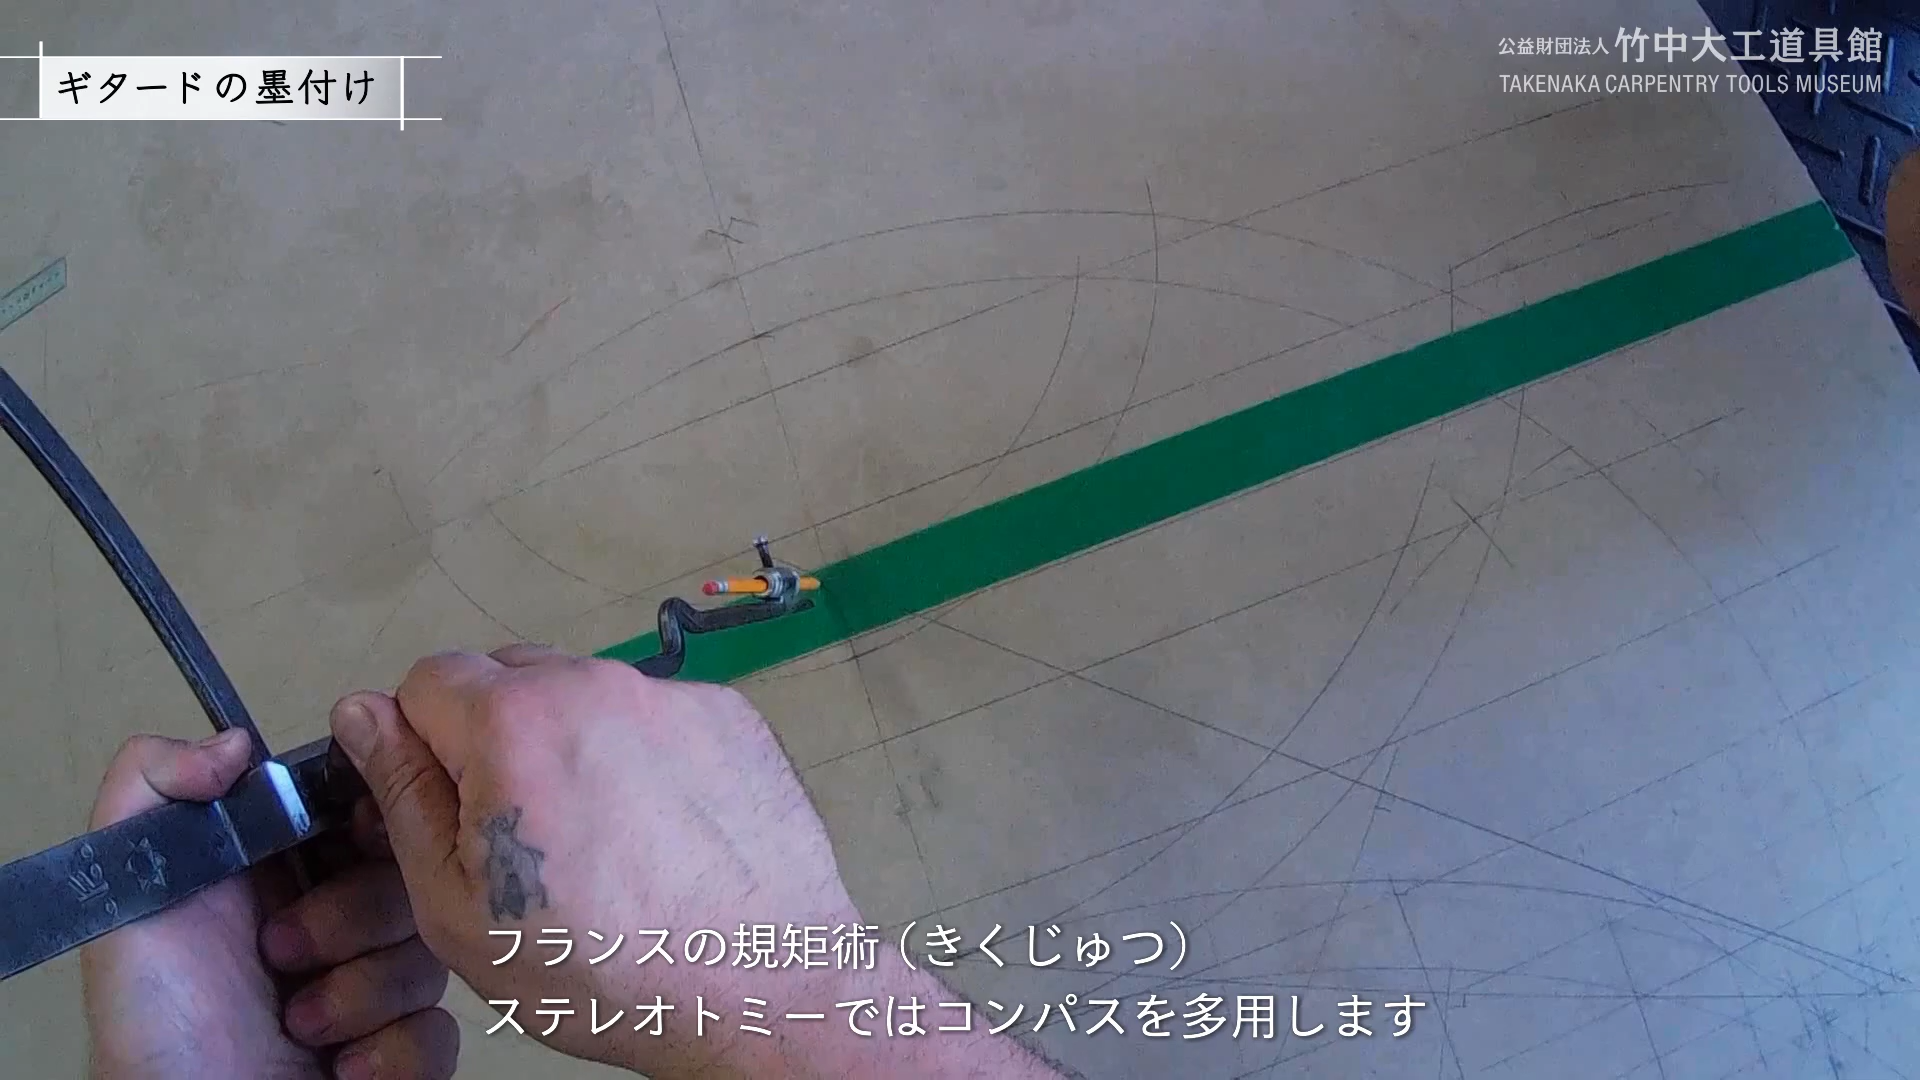 ギタードの墨付け
公益財団法人 竹中大工道具館
TAKENAKA CARPENTRY TOOLS MUSEUM
フランスの規矩術（きくじゅつ）
ステレオトミーではコンパスを多用します